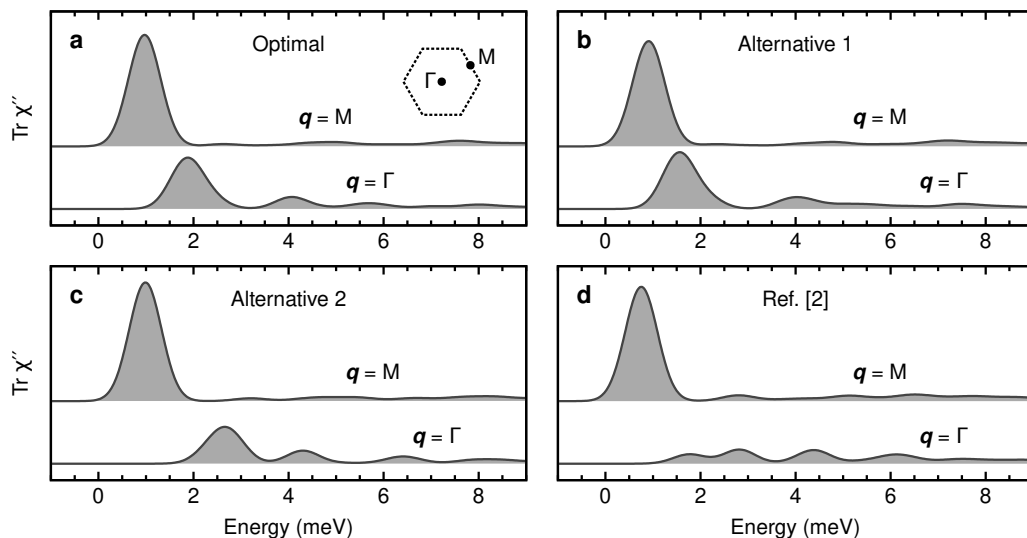 a
Optimal
Γ
M
q = M
q = Γ
0 2 4 6 8
Tr χ″
b
Alternative 1
q = M
q = Γ
0 2 4 6 8
c
Alternative 2
q = M
q = Γ
0 2 4 6 8
Energy (meV)
Tr χ″
d
Ref. [2]
q = M
q = Γ
0 2 4 6 8
Energy (meV)